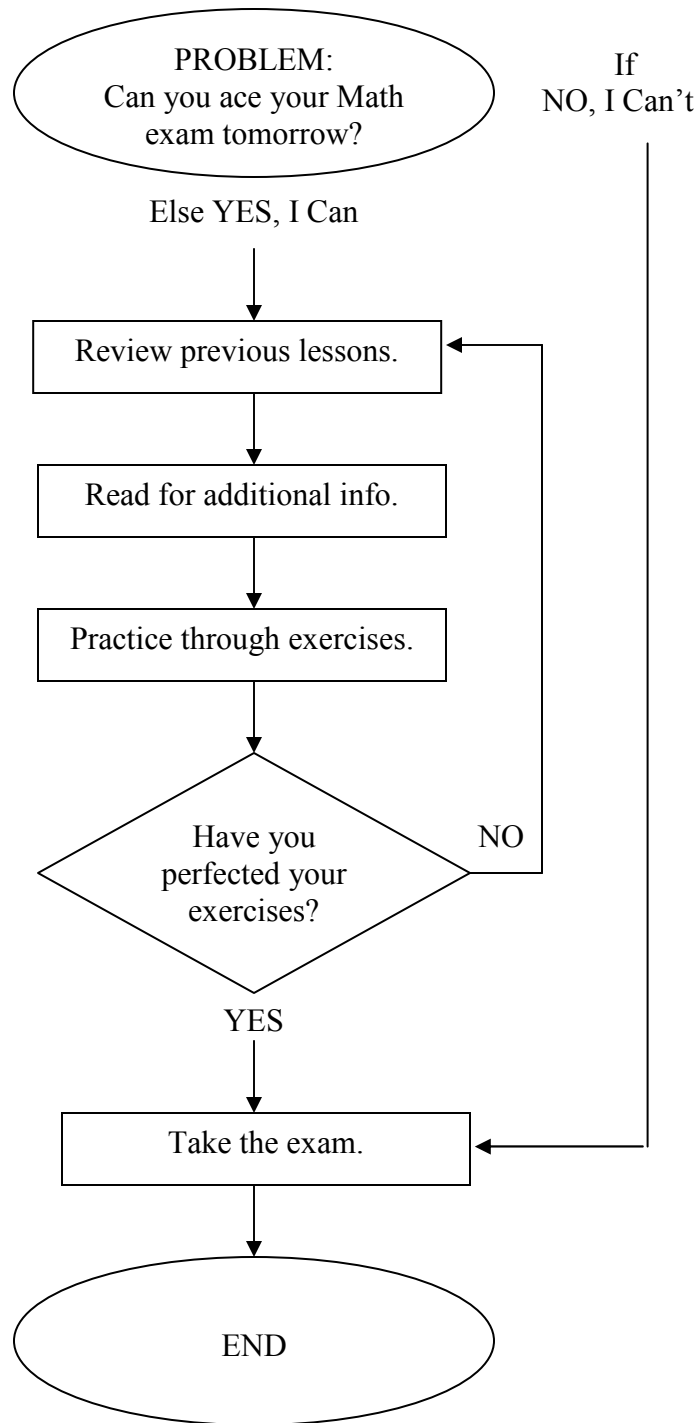 PROBLEM:
Can you ace your Math
exam tomorrow?
If
NO, I Can’t
Else YES, I Can
Review previous lessons.
Read for additional info.
Practice through exercises.
Have you
perfected your
exercises?
NO
YES
Take the exam.
END